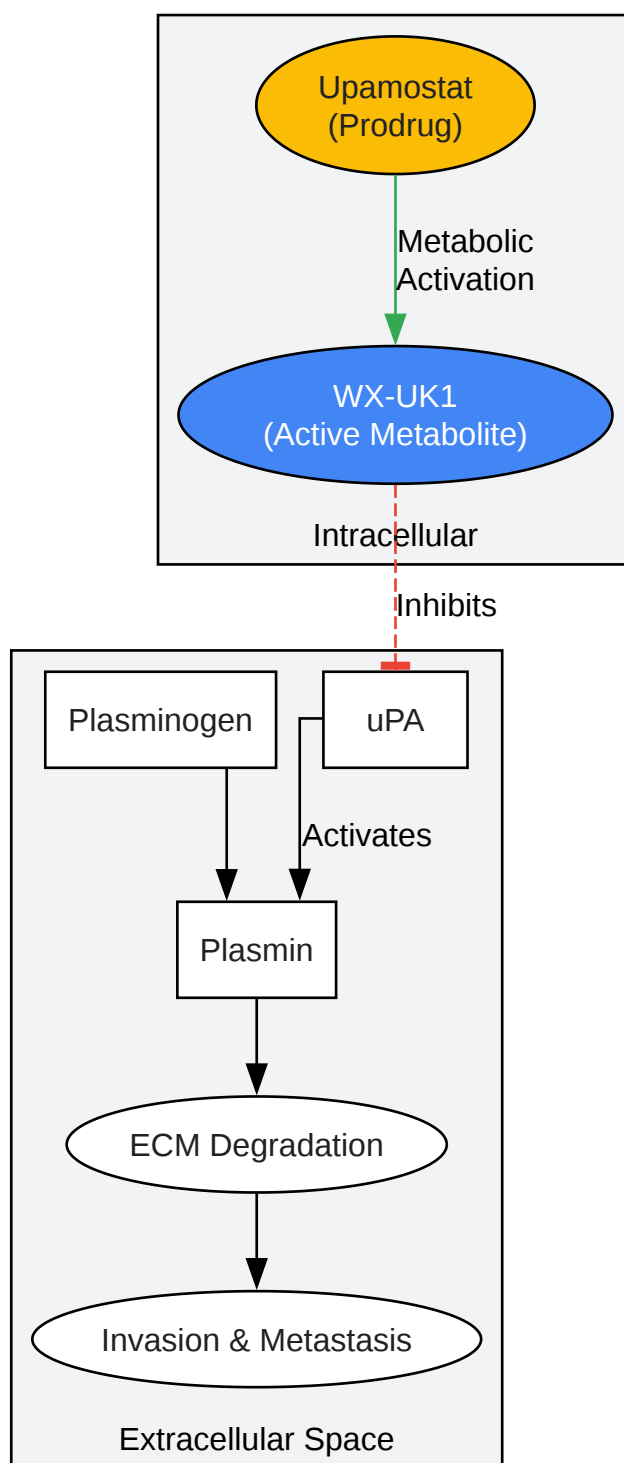 Upamostat
(Prodrug)
Metabolic
Activation
WX-UK1
(Active Metabolite)
Intracellular
Inhibits
Plasminogen
uPA
Activates
Plasmin
ECM Degradation
Invasion & Metastasis
Extracellular Space